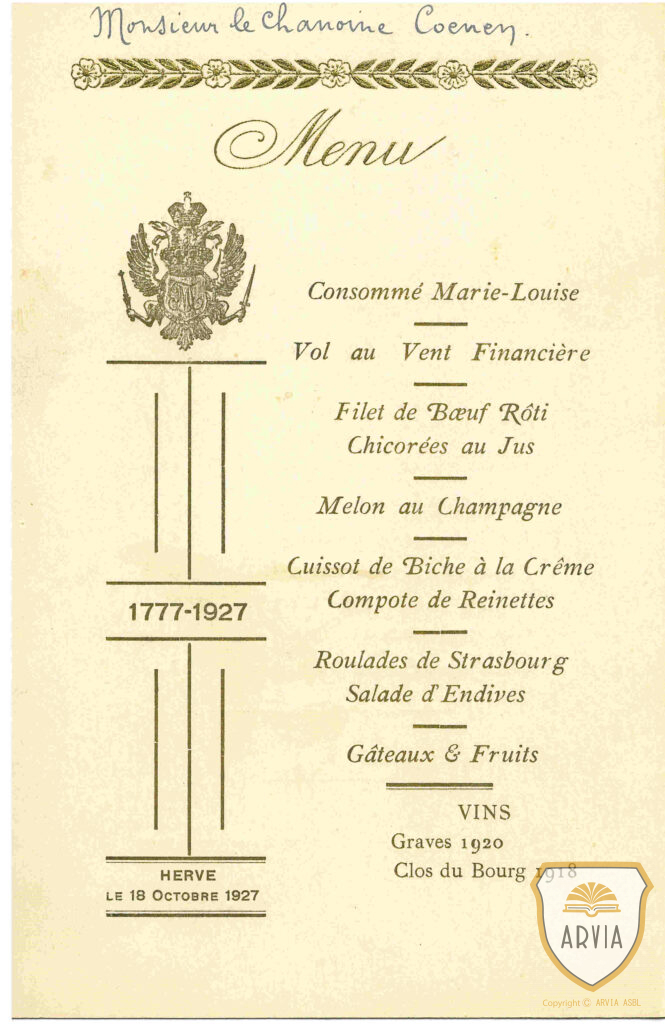 Monsieur le Chanoine Coenen.
Menu
Consommé Marie-Louise
Vol au Vent Financière
Filet de Bœuf Rôti
Chicorées au Jus
Melon au Champagne
Cuissot de Biche à la Crême
Compote de Reinettes
Roulades de Strasbourg
Salade d'Endives
Gâteaux & Fruits
VINS
Graves 1920
Clos du Bourg 1918
1777-1927
HERVE
LE 18 OCTOBRE 1927
ARVIA
Copyright © ARVIA ASBL